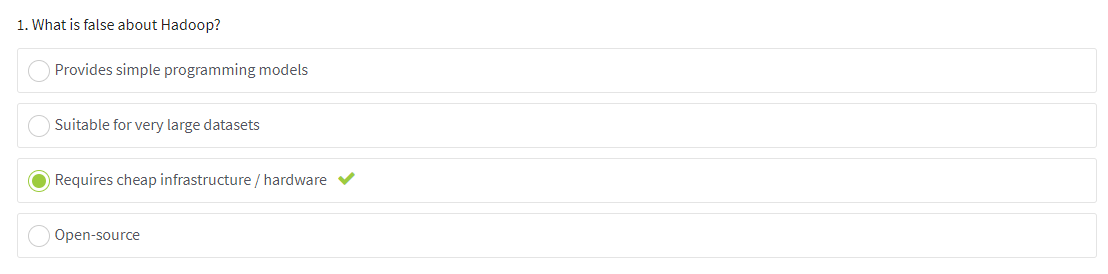 1. What is false about Hadoop?
Provides simple programming models
Suitable for very large datasets
Requires cheap infrastructure / hardware
Open-source